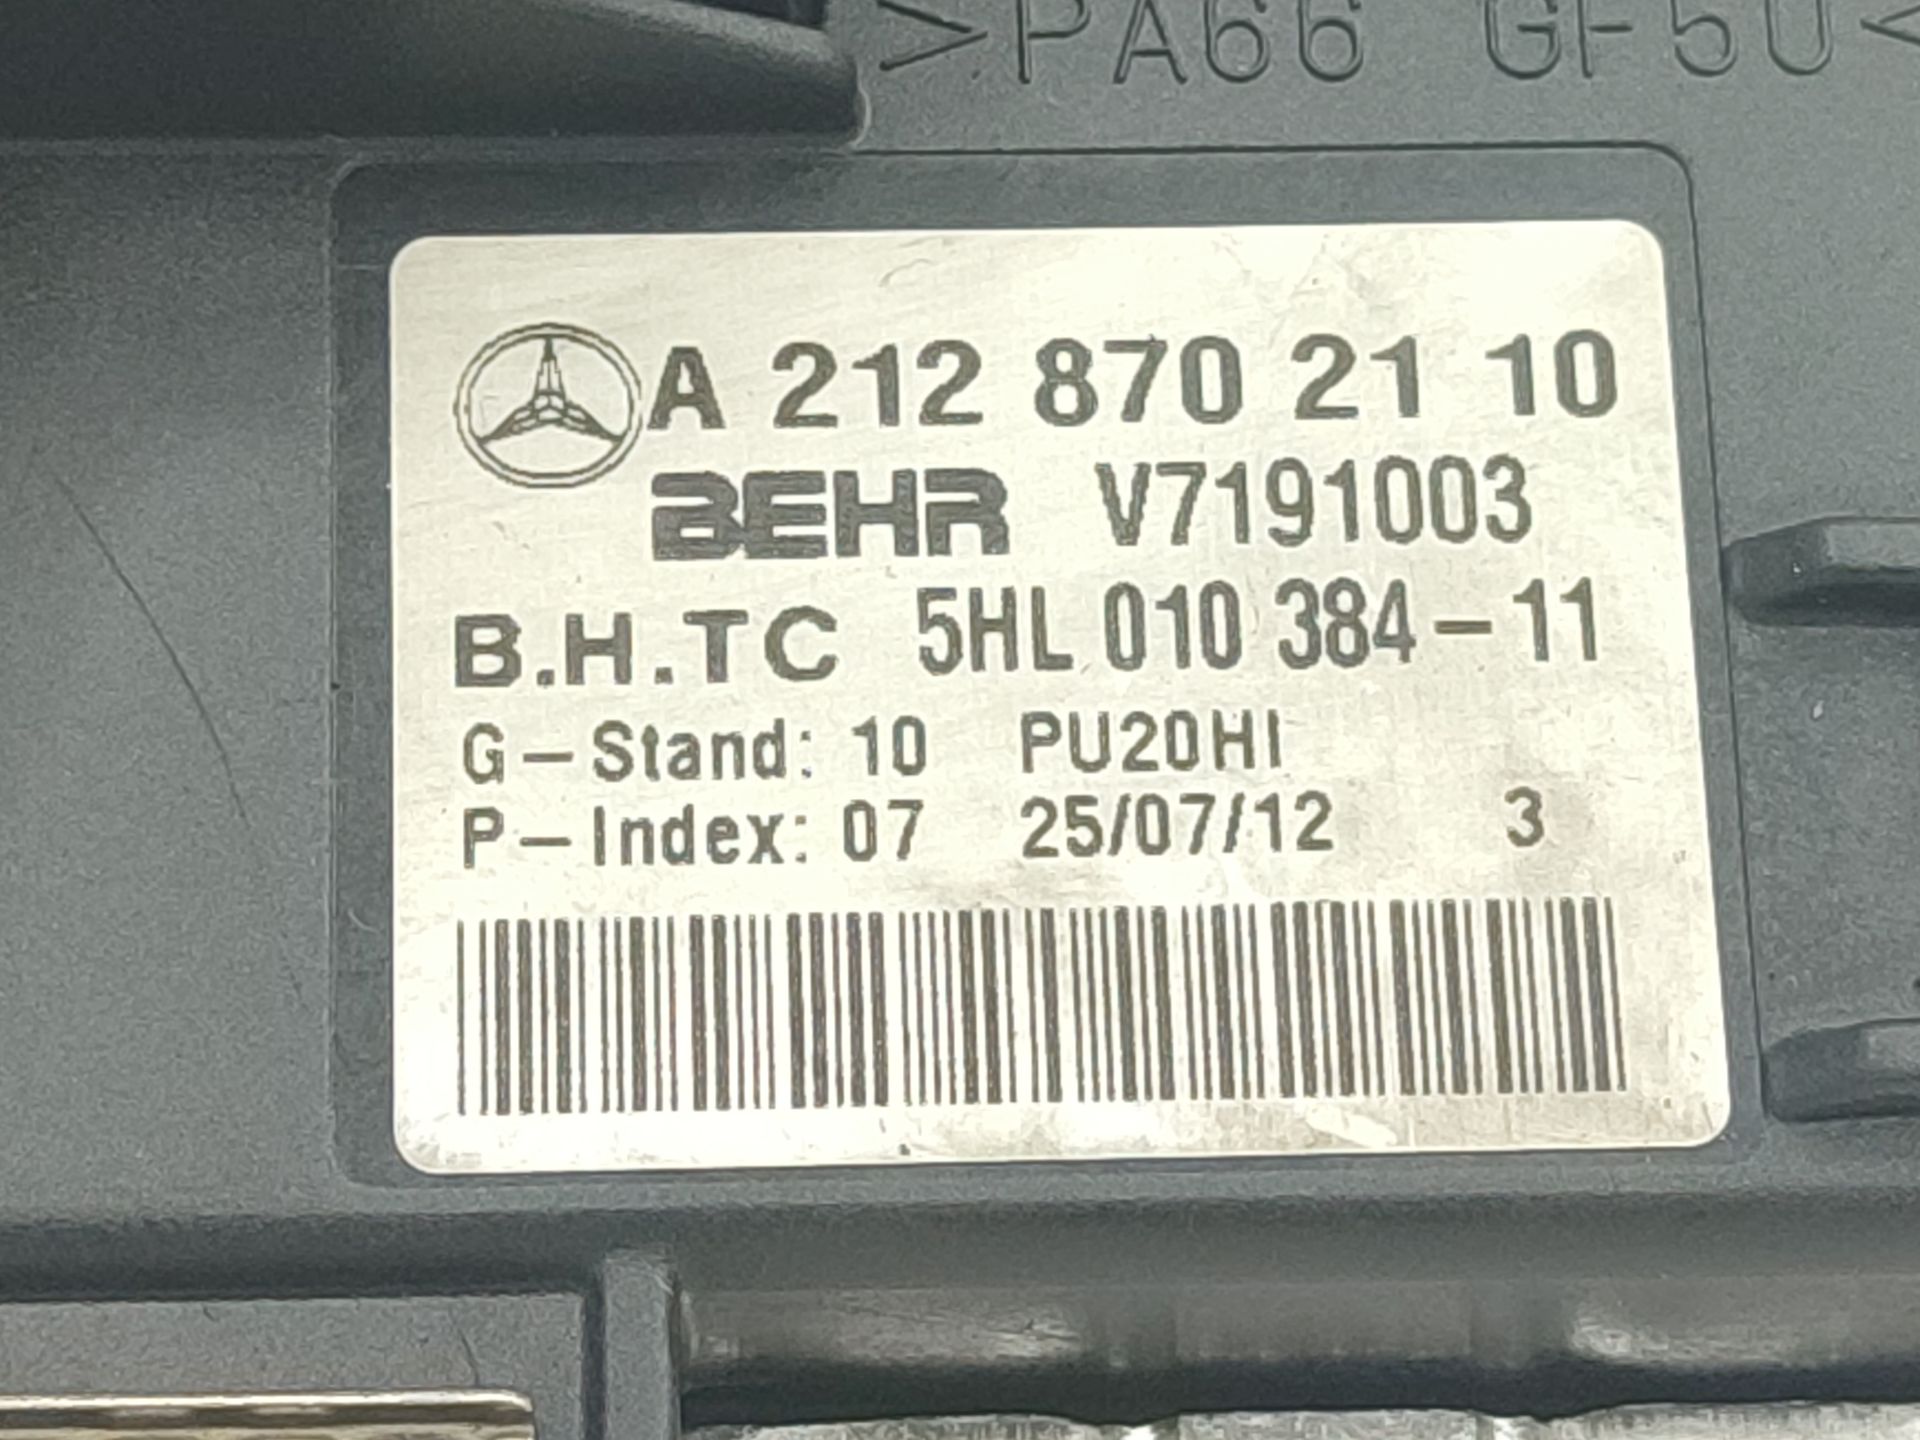 >PA66 GF50<
A 212 870 21 10
BEHR V7191003
B.H.TC 5HL 010 384-11
G-Stand: 10 PU20HI
P-Index: 07 25/07/12 3